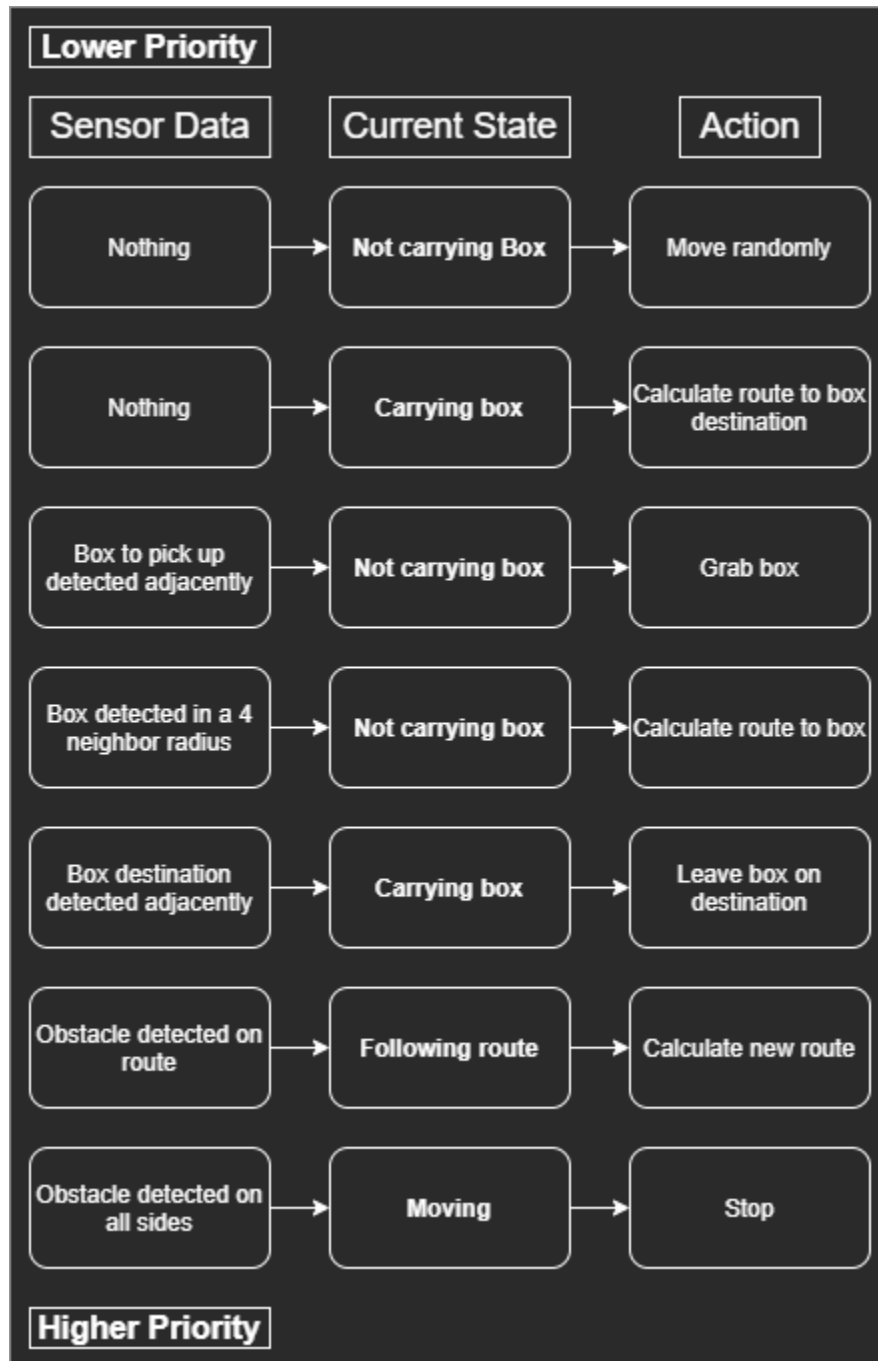 Lower Priority
Sensor Data
Current State
Action
Nothing
Not carrying Box
Move randomly
Nothing
Carrying box
Calculate route to box
destination
Box to pick up
detected adjacently
Not carrying box
Grab box
Box detected in a 4
neighbor radius
Not carrying box
Calculate route to box
Box destination
detected adjacently
Carrying box
Leave box on
destination
Obstacle detected on
route
Following route
Calculate new route
Obstacle detected on
all sides
Moving
Stop
Higher Priority